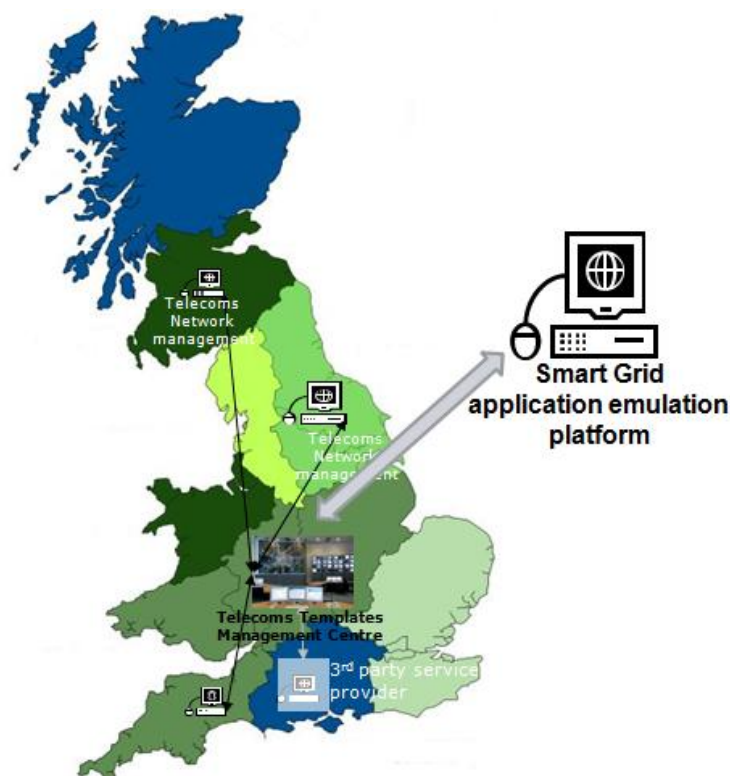 Telecoms
Network
management
Smart Grid
application emulation
platform
Telecoms
Network
management
Telecoms Templates
Management Centre
3rd party service
provider